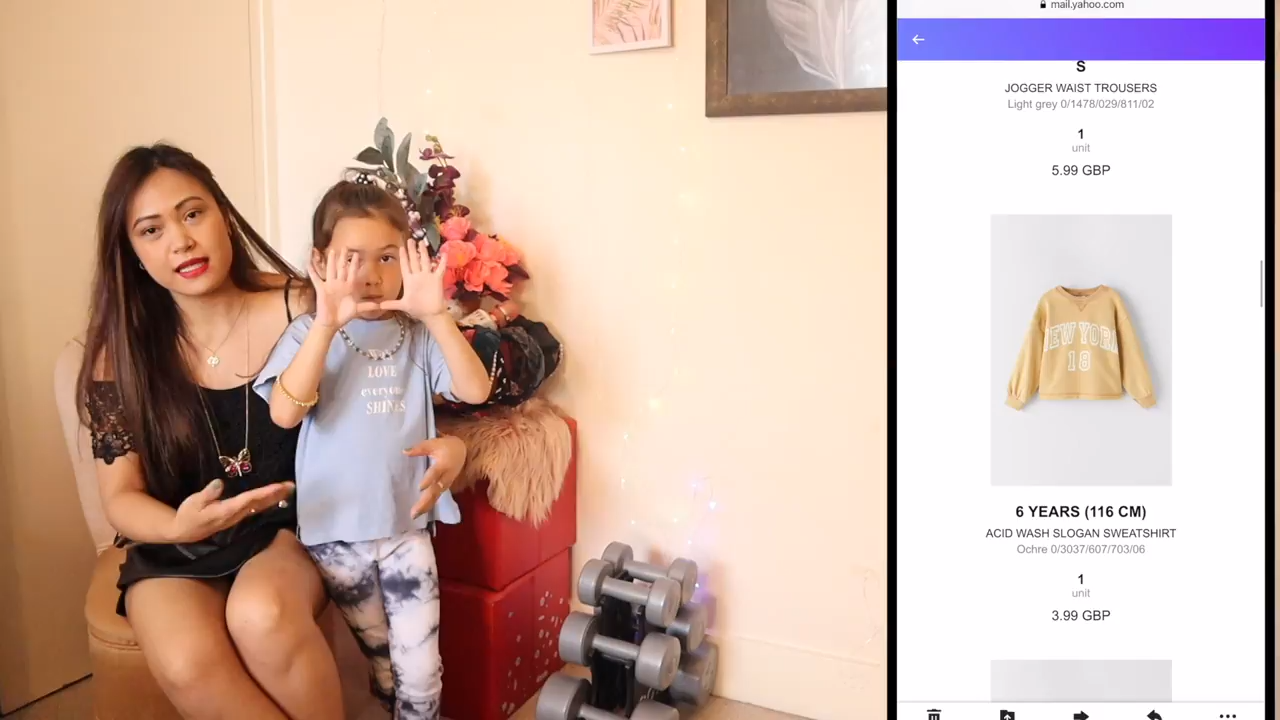 LOVE
everyone
SHINES
mail.yahoo.com
S
JOGGER WAIST TROUSERS
Light grey 0/1478/029/811/02
1
unit
5.99 GBP
NEW YORK
18
6 YEARS (116 CM)
ACID WASH SLOGAN SWEATSHIRT
Ochre 0/3037/607/703/06
1
unit
3.99 GBP